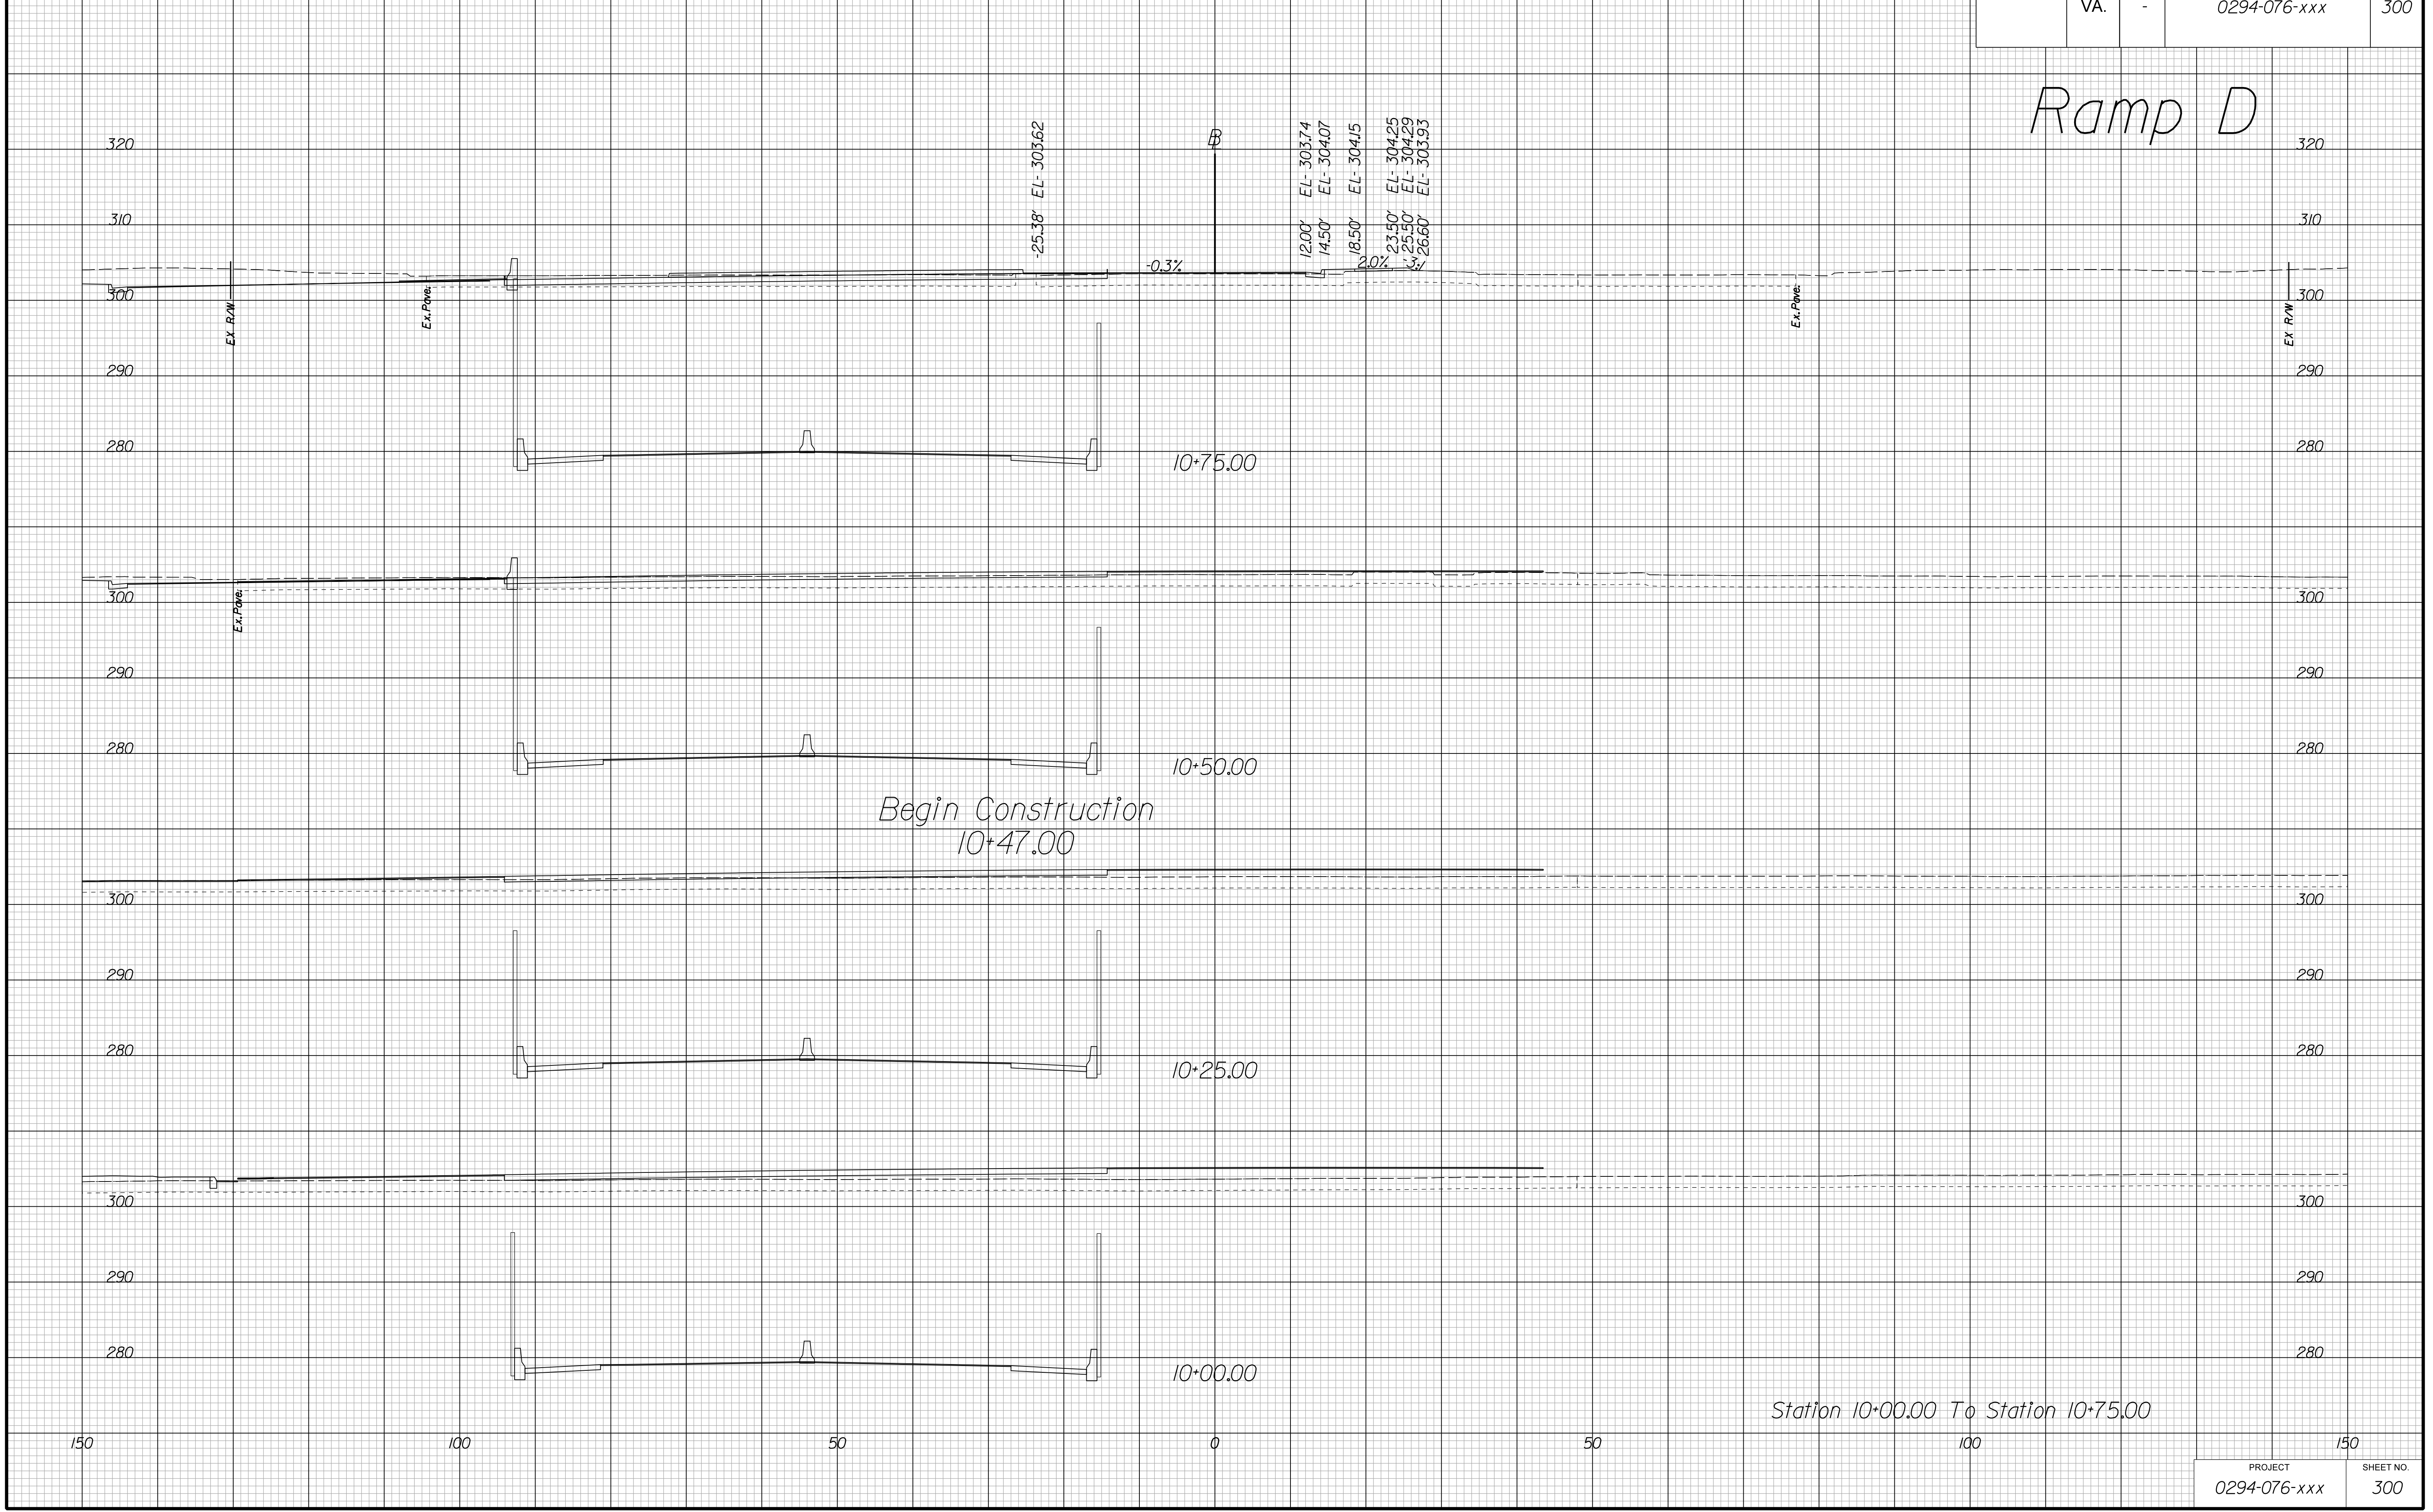 VA. - 0294-076-xxx 300
Ramp D
320 320
310 310
-25.38' EL- 303.62
12.00' EL- 303.74
14.50' EL- 304.07
18.50' EL- 304.15
23.50' EL- 304.25
25.50' EL- 304.29
26.60' EL- 303.93
-0.3% 2.0% -3:1
300 300
EX R/W
Ex.Pave.
Ex.Pave.
EX R/W
290 290
280 280
10+75.00
300 300
Ex.Pave.
290 290
280 280
10+50.00
Begin Construction
10+47.00
300 300
290 290
280 280
10+25.00
300 300
290 290
280 280
10+00.00
Station 10+00.00 To Station 10+75.00
150 100 50 0 50 100 150
PROJECT SHEET NO.
0294-076-xxx 300